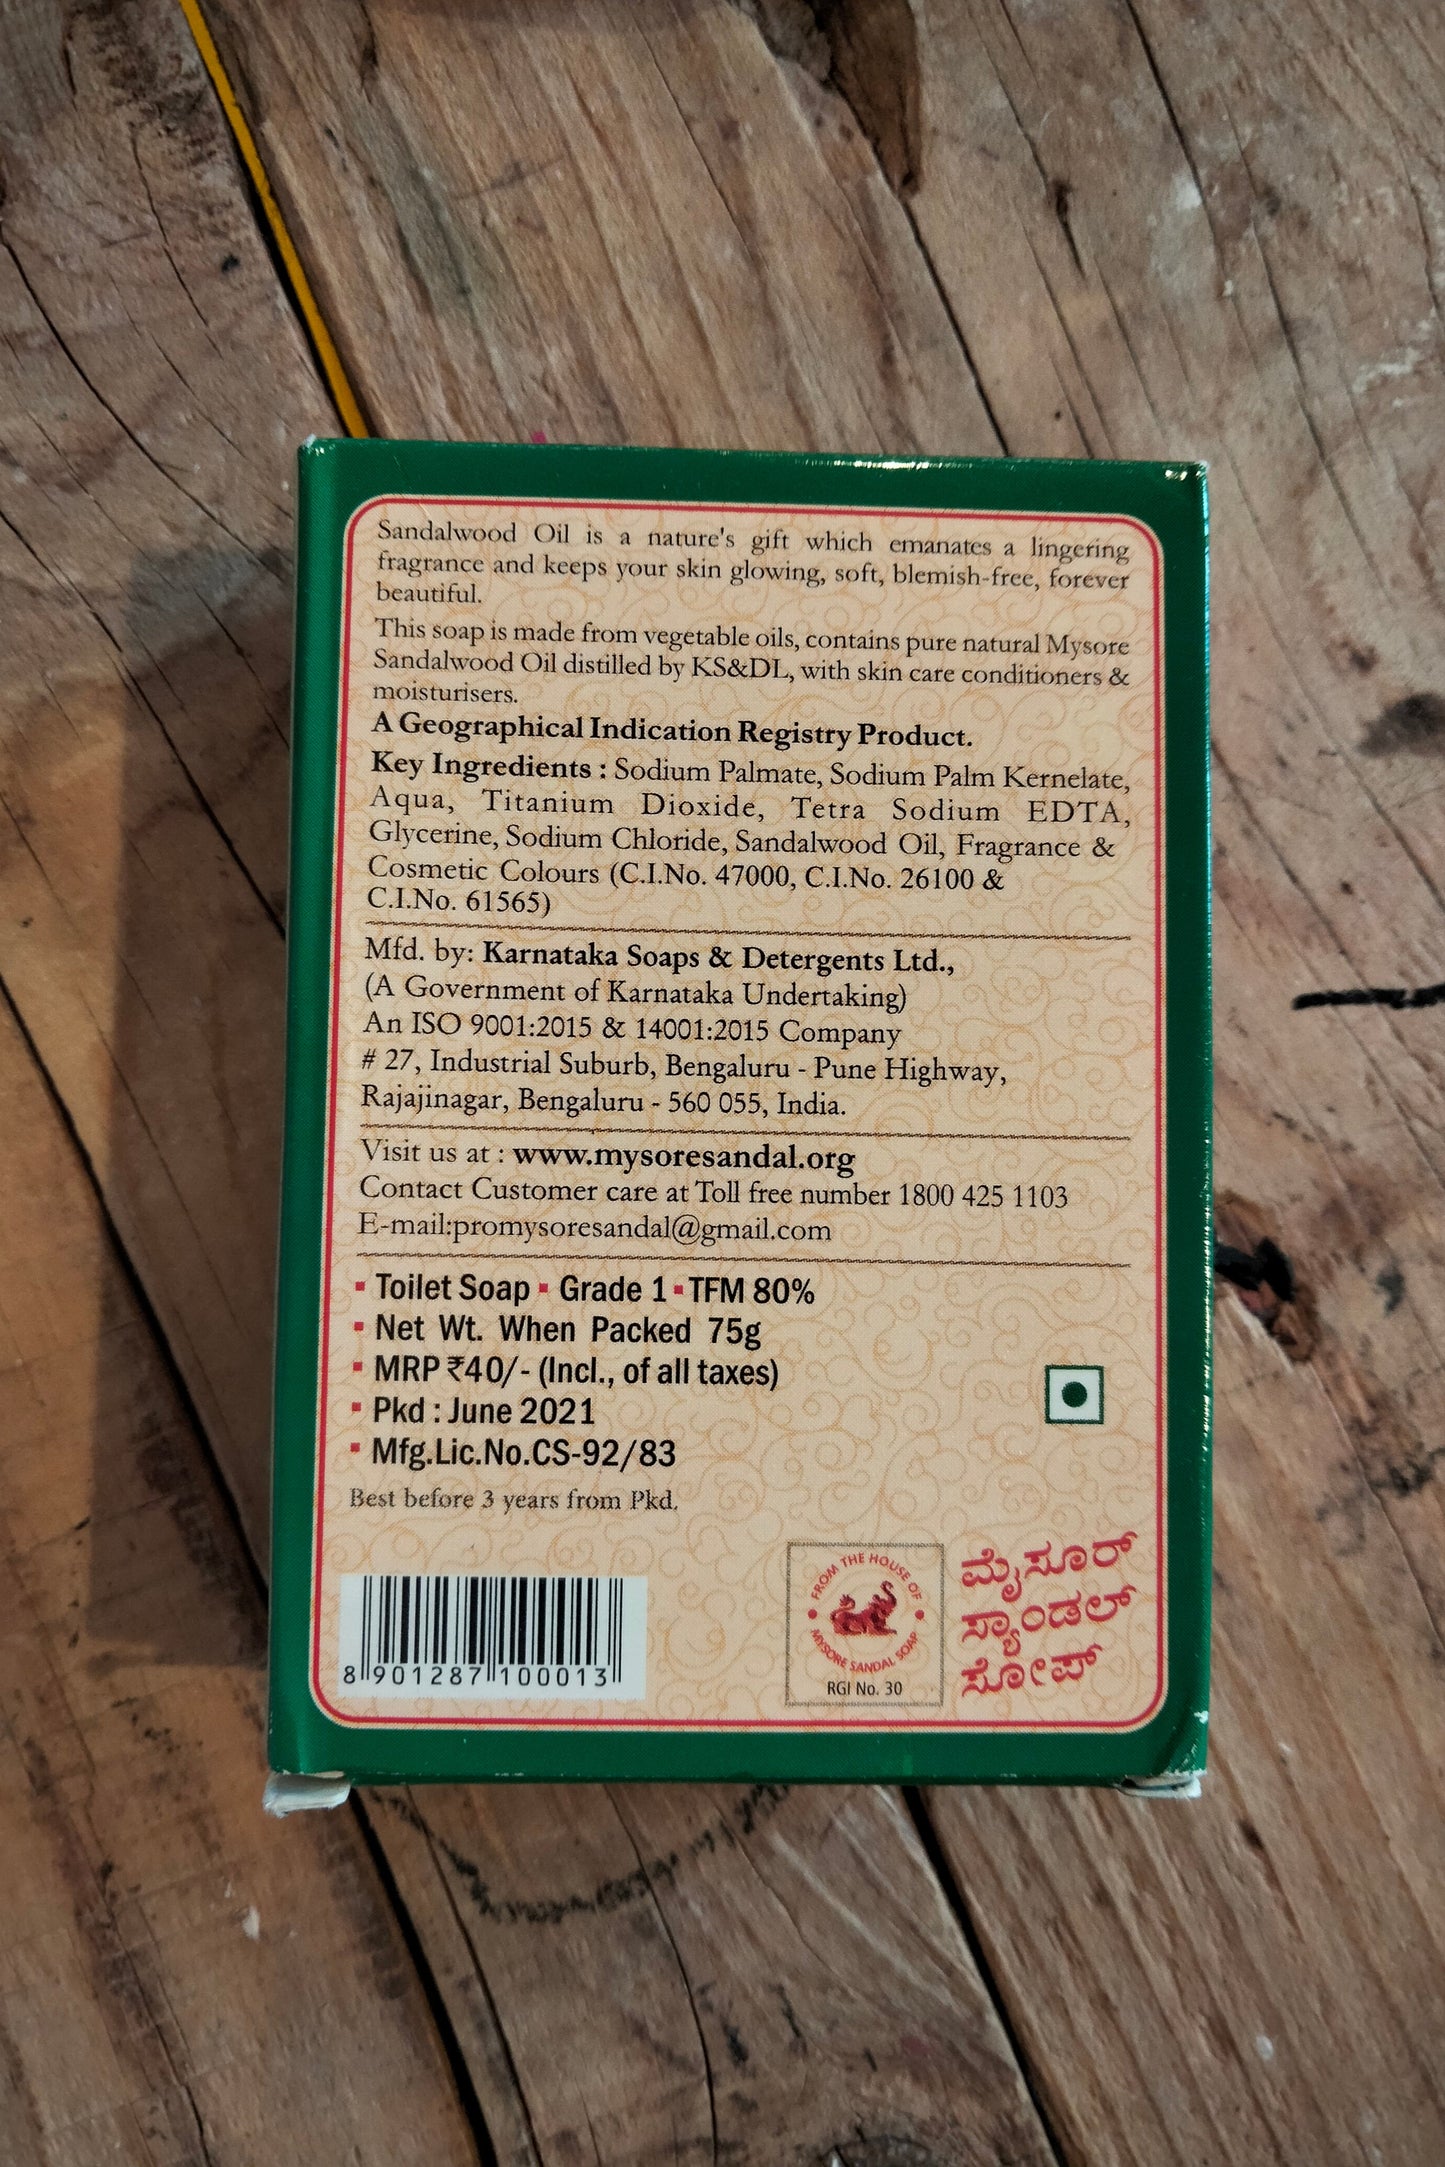 Sandalwood Oil is a nature's gift which emanates a lingering
fragrance and keeps your skin glowing, soft, blemish-free, forever
beautiful.
This soap is made from vegetable oils, contains pure natural Mysore
Sandalwood Oil distilled by KS&DL, with skin care conditioners &
moisturisers.
A Geographical Indication Registry Product.
Key Ingredients : Sodium Palmate, Sodium Palm Kernelate,
Aqua, Titanium Dioxide, Tetra Sodium EDTA,
Glycerine, Sodium Chloride, Sandalwood Oil, Fragrance &
Cosmetic Colours (C.I.No. 47000, C.I.No. 26100 &
C.I.No. 61565)
Mfd. by: Karnataka Soaps & Detergents Ltd.,
(A Government of Karnataka Undertaking)
An ISO 9001:2015 & 14001:2015 Company
# 27, Industrial Suburb, Bengaluru - Pune Highway,
Rajajinagar, Bengaluru - 560 055, India.
Visit us at : www.mysoresandal.org
Contact Customer care at Toll free number 1800 425 1103
E-mail:promysoresandal@gmail.com
▪ Toilet Soap ▪ Grade 1 ▪ TFM 80%
▪ Net Wt. When Packed 75g
▪ MRP ₹40/- (Incl., of all taxes)
▪ Pkd : June 2021
▪ Mfg.Lic.No.CS-92/83
Best before 3 years from Pkd.
8 901287 100013
FROM THE HOUSE OF
MYSORE SANDAL SOAP
RGI No. 30
ಮೈಸೂರ್
ಸ್ಯಾಂಡಲ್
ಸೋಪ್